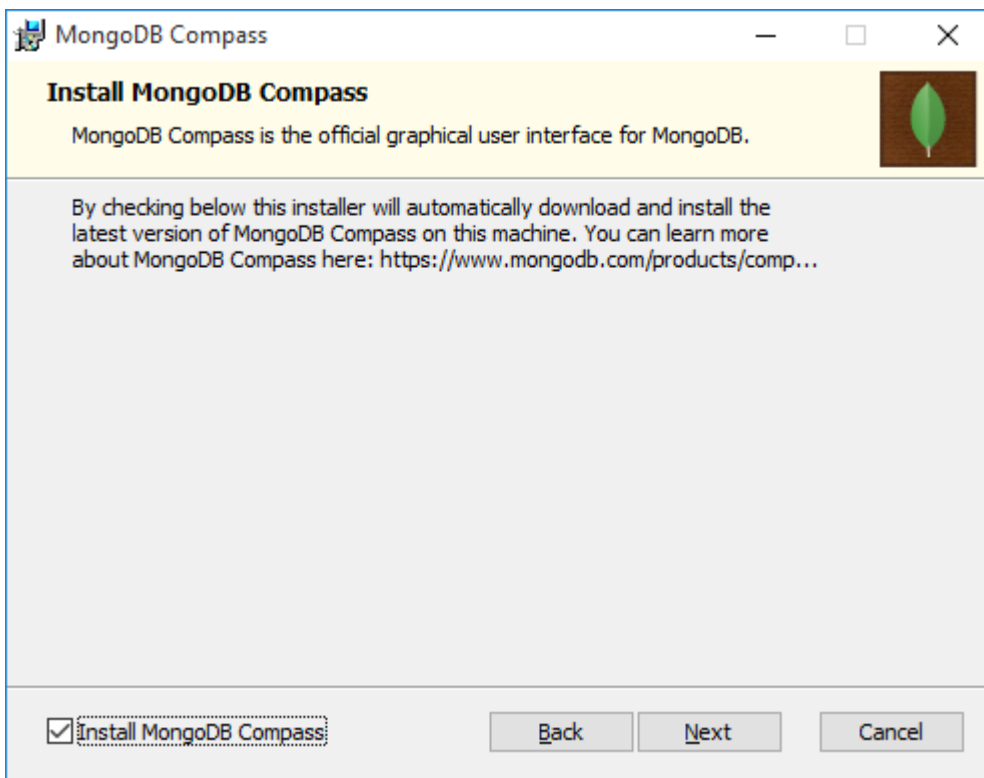 MongoDB Compass
Install MongoDB Compass
MongoDB Compass is the official graphical user interface for MongoDB.
By checking below this installer will automatically download and install the
latest version of MongoDB Compass on this machine. You can learn more
about MongoDB Compass here: https://www.mongodb.com/products/comp...
Install MongoDB Compass Back Next Cancel